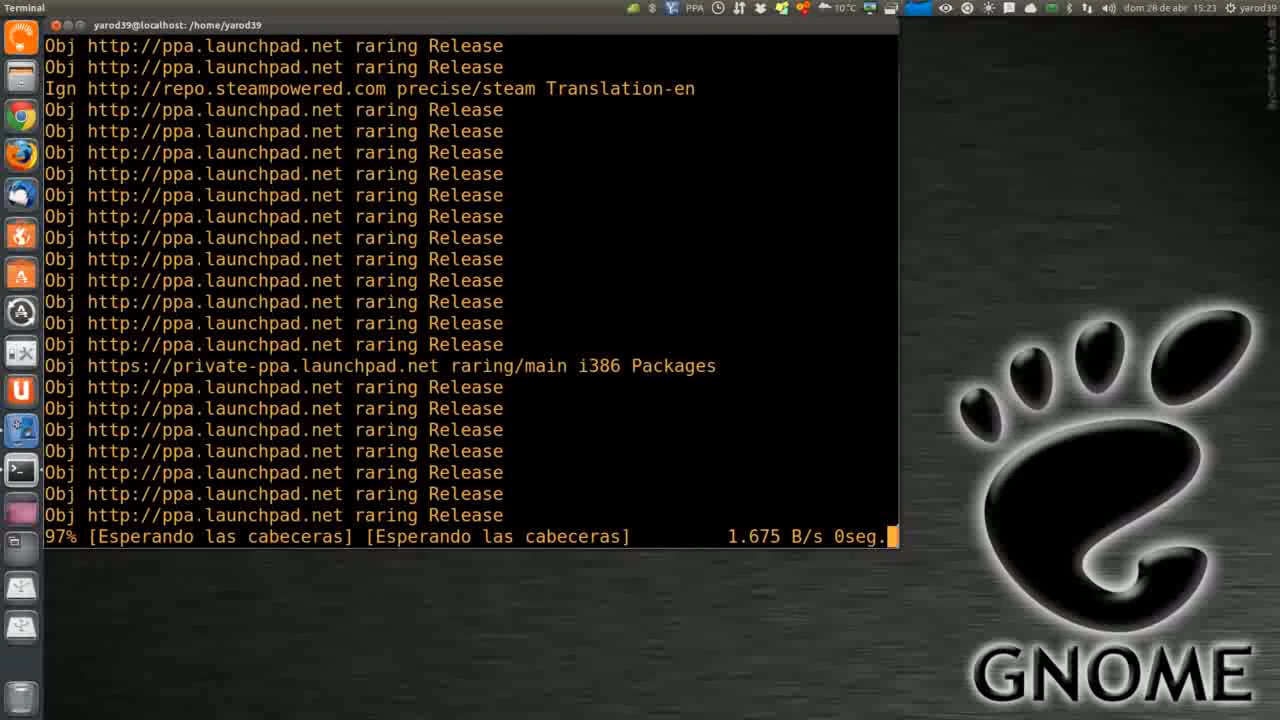 Terminal
PPA
10°C
dom 28 de abr
15:23
yarod39
yarod39@localhost: /home/yarod39
Obj http://ppa.launchpad.net raring Release
Obj http://ppa.launchpad.net raring Release
Ign http://repo.steampowered.com precise/steam Translation-en
Obj http://ppa.launchpad.net raring Release
Obj http://ppa.launchpad.net raring Release
Obj http://ppa.launchpad.net raring Release
Obj http://ppa.launchpad.net raring Release
Obj http://ppa.launchpad.net raring Release
Obj http://ppa.launchpad.net raring Release
Obj http://ppa.launchpad.net raring Release
Obj http://ppa.launchpad.net raring Release
Obj http://ppa.launchpad.net raring Release
Obj http://ppa.launchpad.net raring Release
Obj http://ppa.launchpad.net raring Release
Obj http://ppa.launchpad.net raring Release
Obj https://private-ppa.launchpad.net raring/main i386 Packages
Obj http://ppa.launchpad.net raring Release
Obj http://ppa.launchpad.net raring Release
Obj http://ppa.launchpad.net raring Release
Obj http://ppa.launchpad.net raring Release
Obj http://ppa.launchpad.net raring Release
Obj http://ppa.launchpad.net raring Release
Obj http://ppa.launchpad.net raring Release
97% [Esperando las cabeceras] [Esperando las cabeceras] 1.675 B/s 0seg.
GNOME